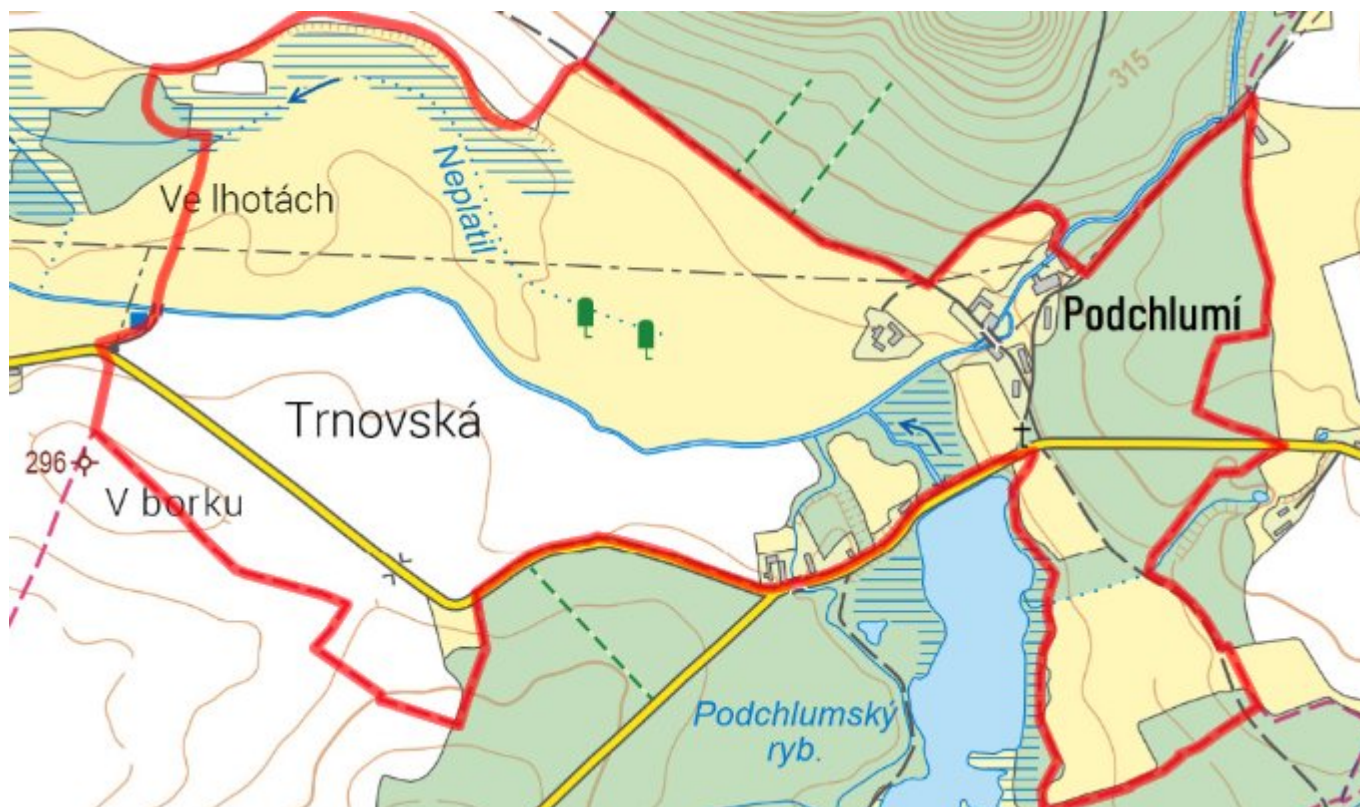 315
Neplatil
Ve lhotách
Podchlumí
Trnovská
296
V borku
Podchlumský
ryb.